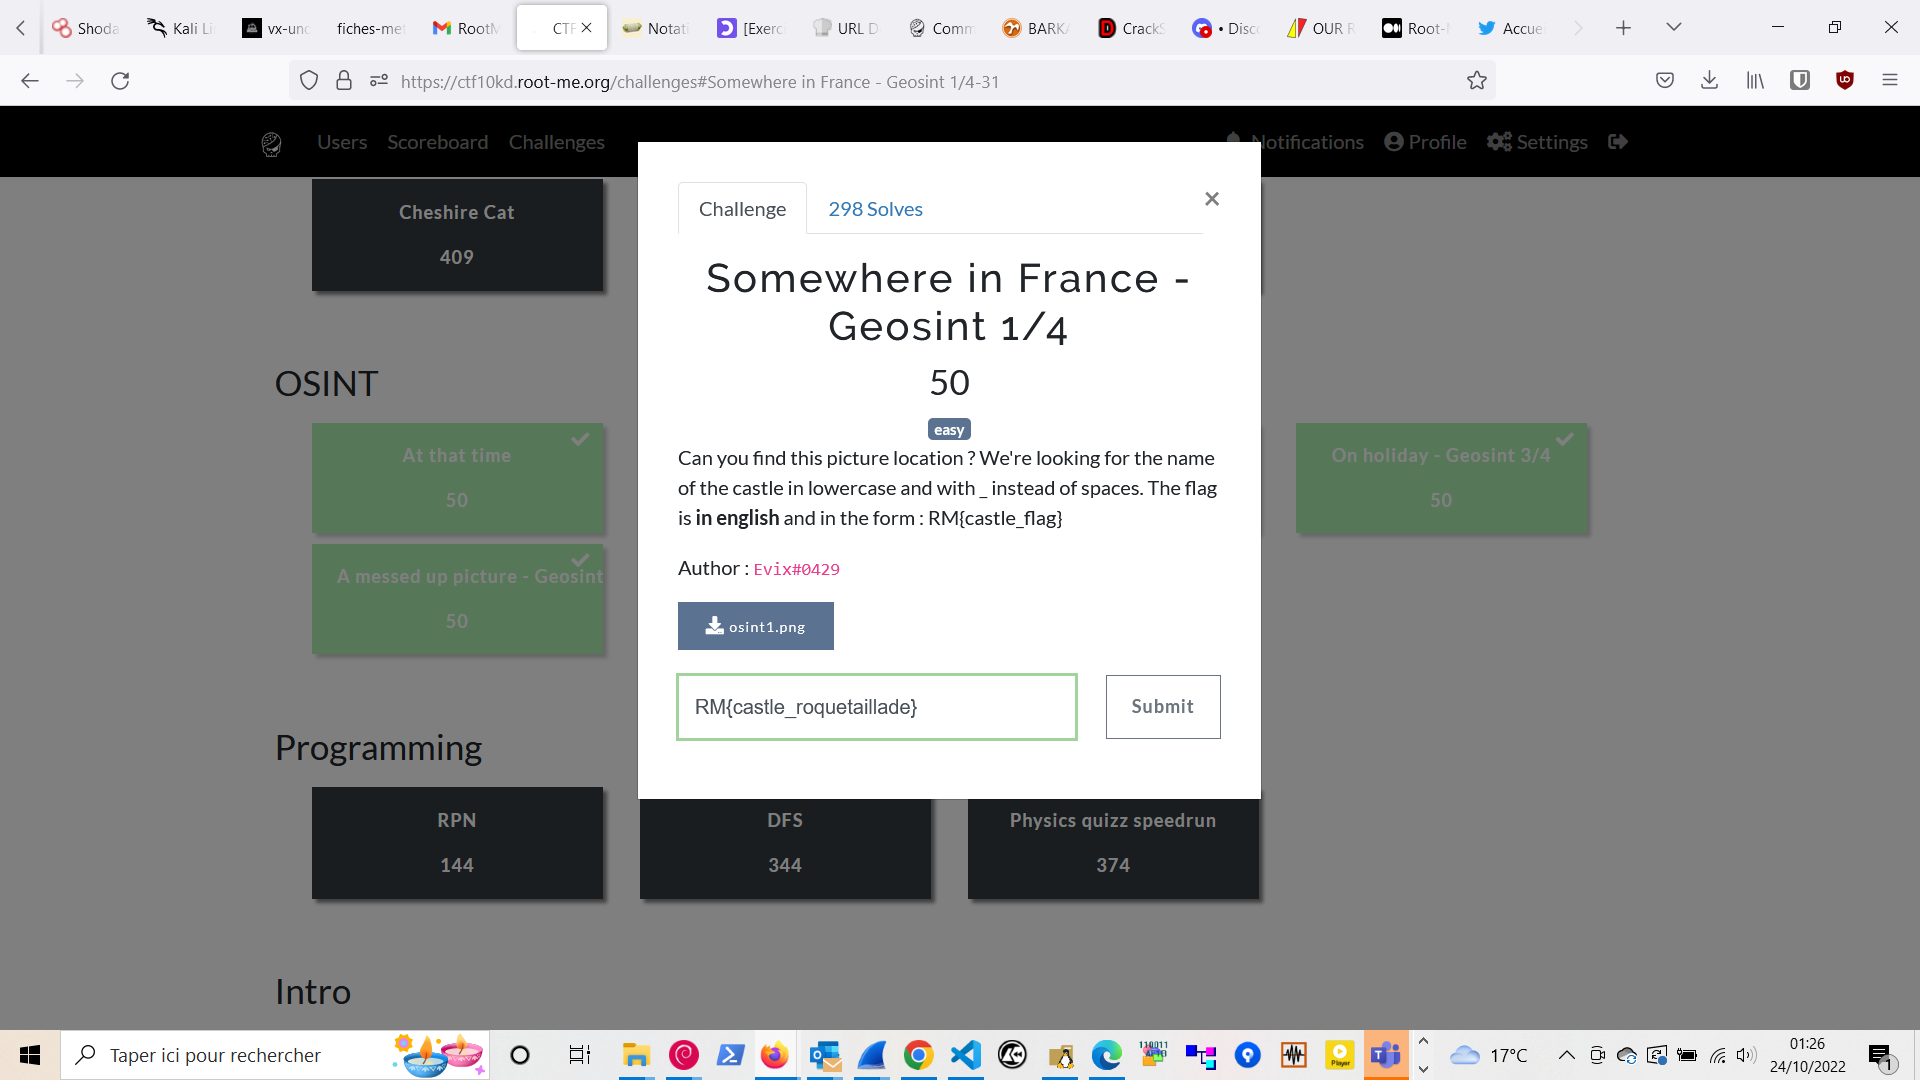 Shoda
Kali Li
vx-und
fiches-met
RootM
CTF
Notati
[Exerc
URL D
Comm
BARKA
CrackS
• Disc
OUR R
Root-M
Accue
https://ctf10kd.root-me.org/challenges#Somewhere in France - Geosint 1/4-31
Users
Scoreboard
Challenges
Notifications
Profile
Settings
Cheshire Cat
409
Challenge
298 Solves
×
Somewhere in France -
Geosint 1/4
50
easy
Can you find this picture location ? We're looking for the name
of the castle in lowercase and with _ instead of spaces. The flag
is in english and in the form : RM{castle_flag}
Author : Evix#0429
osint1.png
RM{castle_roquetaillade}
Submit
OSINT
At that time
50
On holiday - Geosint 3/4
50
A messed up picture - Geosint
50
Programming
RPN
144
DFS
344
Physics quizz speedrun
374
Intro
Taper ici pour rechercher
17°C
01:26
24/10/2022
1